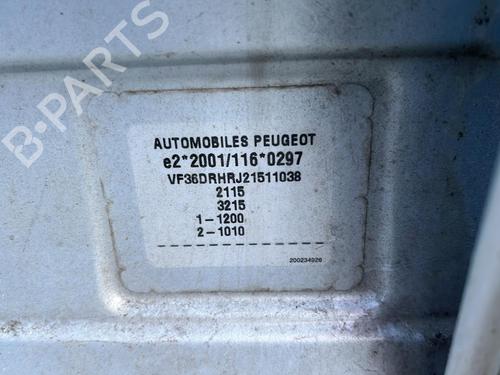 B-PARTS
AUTOMOBILES PEUGEOT
e2*2001/116*0297
VF36DRHRJ21511038
2115
3215
1-1200
2-1010
200234926